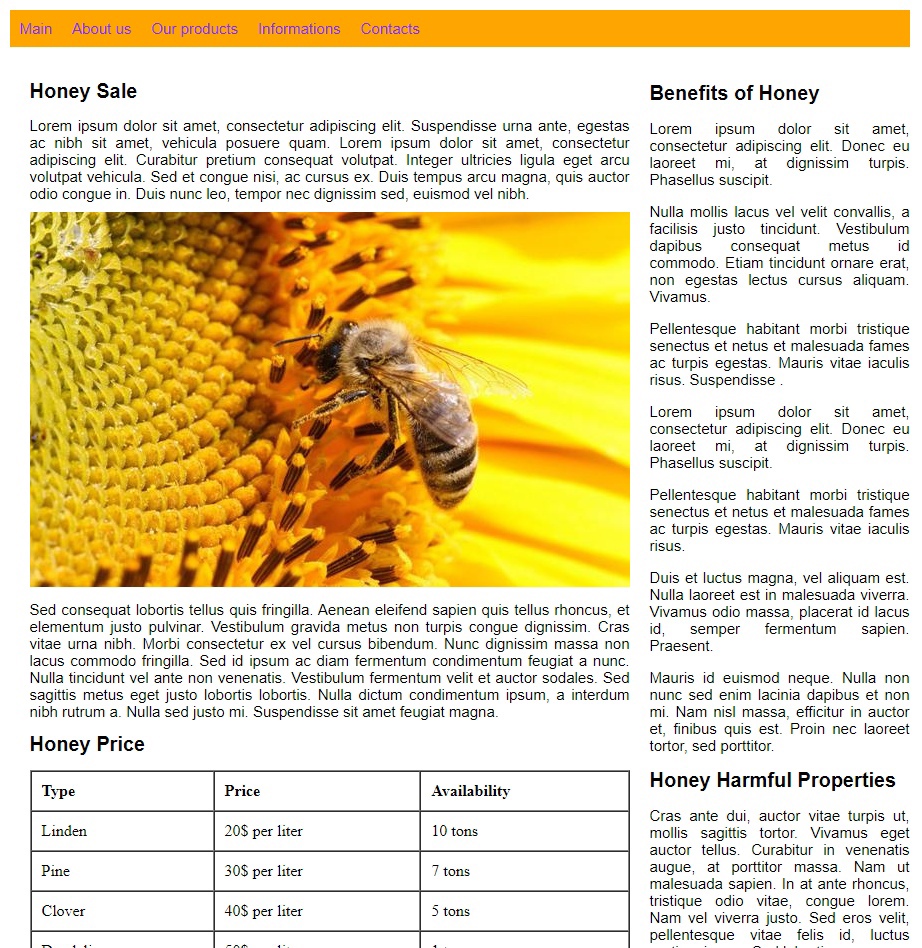 Main About us Our products Informations Contacts
Honey Sale
Lorem ipsum dolor sit amet, consectetur adipiscing elit. Suspendisse urna ante, egestas
ac nibh sit amet, vehicula posuere quam. Lorem ipsum dolor sit amet, consectetur
adipiscing elit. Curabitur pretium consequat volutpat. Integer ultricies ligula eget arcu
volutpat vehicula. Sed et congue nisi, ac cursus ex. Duis tempus arcu magna, quis auctor
odio congue in. Duis nunc leo, tempor nec dignissim sed, euismod vel nibh.
Sed consequat lobortis tellus quis fringilla. Aenean eleifend sapien quis tellus rhoncus, et
elementum justo pulvinar. Vestibulum gravida metus non turpis congue dignissim. Cras
vitae urna nibh. Morbi consectetur ex vel cursus bibendum. Nunc dignissim massa non
lacus commodo fringilla. Sed id ipsum ac diam fermentum condimentum feugiat a nunc.
Nulla tincidunt vel ante non venenatis. Vestibulum fermentum velit et auctor sodales. Sed
sagittis metus eget justo lobortis lobortis. Nulla dictum condimentum ipsum, a interdum
nibh rutrum a. Nulla sed justo mi. Suspendisse sit amet feugiat magna.
Honey Price
Type Price Availability
Linden 20$ per liter 10 tons
Pine 30$ per liter 7 tons
Clover 40$ per liter 5 tons
Benefits of Honey
Lorem ipsum dolor sit amet,
consectetur adipiscing elit. Donec eu
laoreet mi, at dignissim turpis.
Phasellus suscipit.
Nulla mollis lacus vel velit convallis, a
facilisis justo tincidunt. Vestibulum
dapibus consequat metus id
commodo. Etiam tincidunt ornare erat,
non egestas lectus cursus aliquam.
Vivamus.
Pellentesque habitant morbi tristique
senectus et netus et malesuada fames
ac turpis egestas. Mauris vitae iaculis
risus. Suspendisse .
Lorem ipsum dolor sit amet,
consectetur adipiscing elit. Donec eu
laoreet mi, at dignissim turpis.
Phasellus suscipit.
Pellentesque habitant morbi tristique
senectus et netus et malesuada fames
ac turpis egestas. Mauris vitae iaculis
risus.
Duis et luctus magna, vel aliquam est.
Nulla laoreet est in malesuada viverra.
Vivamus odio massa, placerat id lacus
id, semper fermentum sapien.
Praesent.
Mauris id euismod neque. Nulla non
nunc sed enim lacinia dapibus et non
mi. Nam nisl massa, efficitur in auctor
et, finibus quis est. Proin nec laoreet
tortor, sed porttitor.
Honey Harmful Properties
Cras ante dui, auctor vitae turpis ut,
mollis sagittis tortor. Vivamus eget
auctor tellus. Curabitur in venenatis
augue, at porttitor massa. Nam ut
malesuada sapien. In at ante rhoncus,
tristique odio vitae, congue lorem.
Nam vel viverra justo. Sed eros velit,
pellentesque vitae felis id, luctus